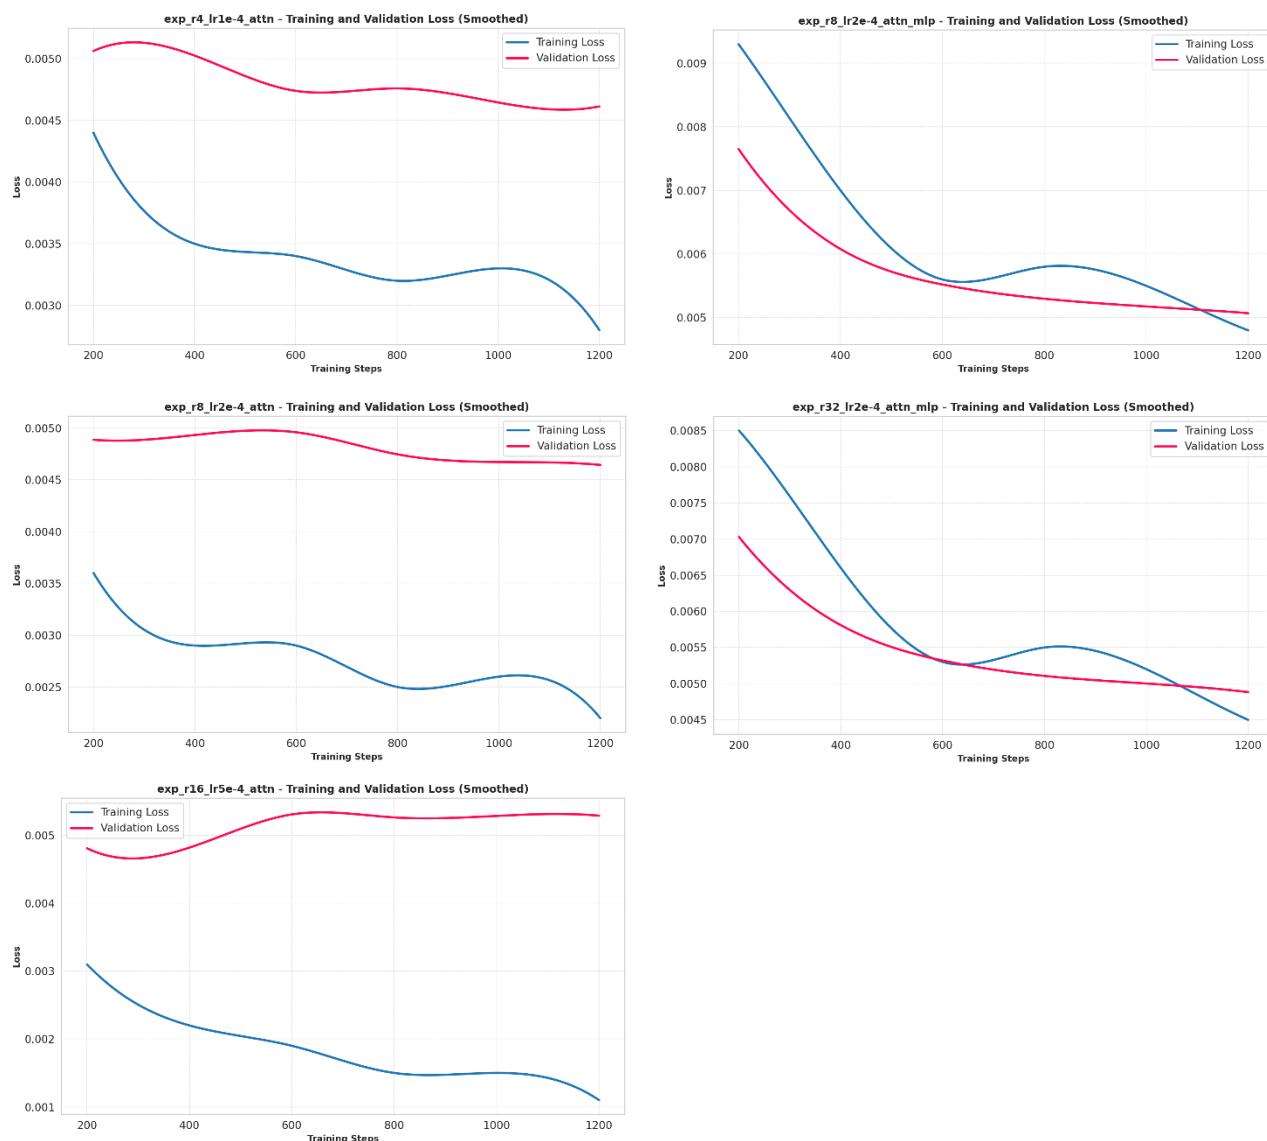 exp_r4_lr1e-4_attn - Training and Validation Loss (Smoothed)
Training Loss
Validation Loss
0.0050
0.0045
0.0040
0.0035
0.0030
Loss
200 400 600 800 1000 1200
Training Steps
exp_r8_lr2e-4_attn_mlp - Training and Validation Loss (Smoothed)
Training Loss
Validation Loss
0.009
0.008
0.007
0.006
0.005
Loss
200 400 600 800 1000 1200
Training Steps
exp_r8_lr2e-4_attn - Training and Validation Loss (Smoothed)
Training Loss
Validation Loss
0.0050
0.0045
0.0040
0.0035
0.0030
0.0025
Loss
200 400 600 800 1000 1200
Training Steps
exp_r32_lr2e-4_attn_mlp - Training and Validation Loss (Smoothed)
Training Loss
Validation Loss
0.0085
0.0080
0.0075
0.0070
0.0065
0.0060
0.0055
0.0050
0.0045
Loss
200 400 600 800 1000 1200
Training Steps
exp_r16_lr5e-4_attn - Training and Validation Loss (Smoothed)
Training Loss
Validation Loss
0.005
0.004
0.003
0.002
0.001
Loss
200 400 600 800 1000 1200
Training Steps